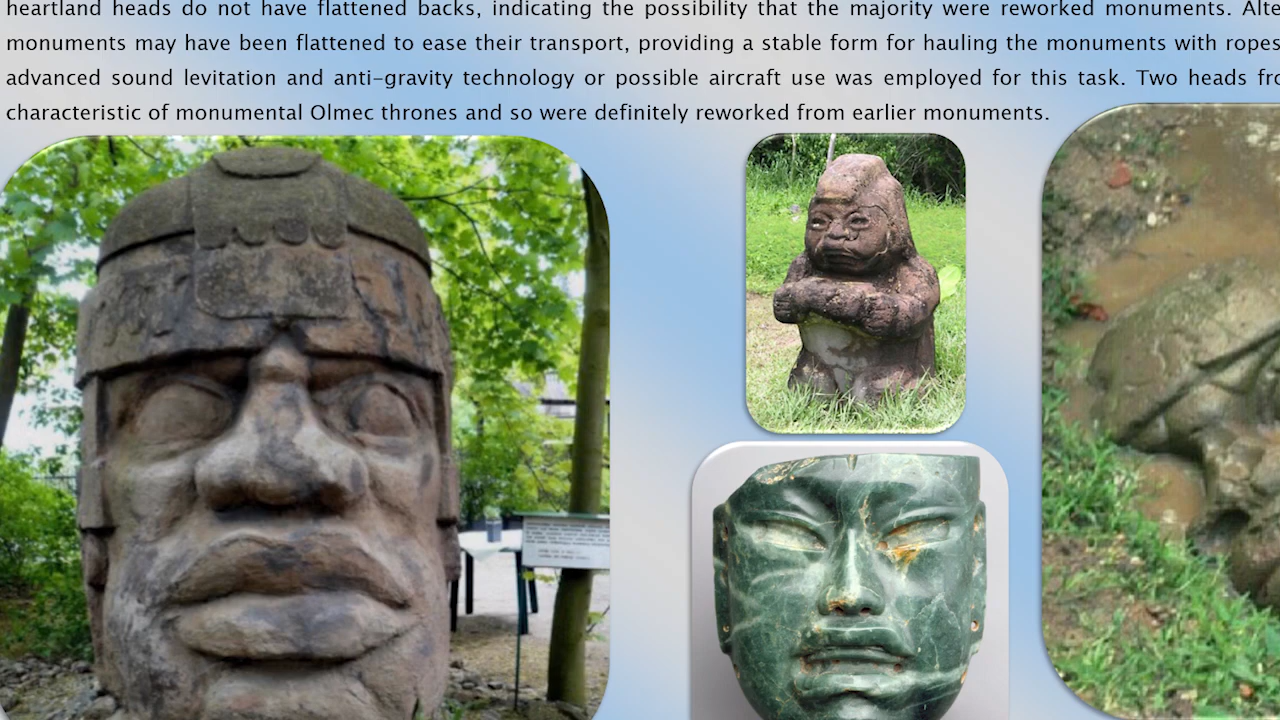 heartland heads do not have flattened backs, indicating the possibility that the majority were reworked monuments. Alte
monuments may have been flattened to ease their transport, providing a stable form for hauling the monuments with ropes
advanced sound levitation and anti-gravity technology or possible aircraft use was employed for this task. Two heads fro
characteristic of monumental Olmec thrones and so were definitely reworked from earlier monuments.